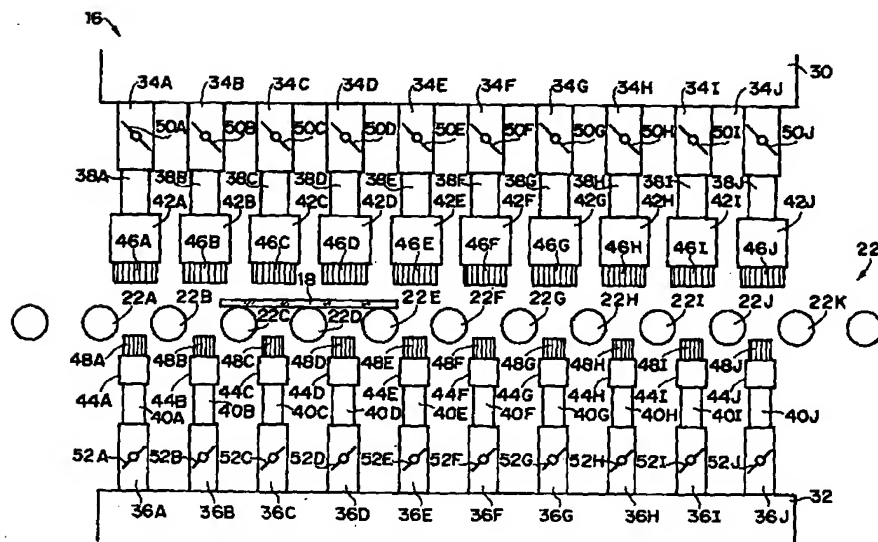 16
30
34A 34B 34C 34D 34E 34F 34G 34H 34I 34J
50A 50B 50C 50D 50E 50F 50G 50H 50I 50J
38A 38B 38C 38D 38E 38F 38G 38H 38I 38J
42A 42B 42C 42D 42E 42F 42G 42H 42I 42J
46A 46B 46C 46D 46E 46F 46G 46H 46I 46J
22
18
22A 22B 22C 22D 22E 22F 22G 22H 22I 22J 22K
48A 48B 48C 48D 48E 48F 48G 48H 48I 48J
44A 44B 44C 44D 44E 44F 44G 44H 44I 44J
40A 40B 40C 40D 40E 40F 40G 40H 40I 40J
52A 52B 52C 52D 52E 52F 52G 52H 52I 52J
36A 36B 36C 36D 36E 36F 36G 36H 36I 36J
32